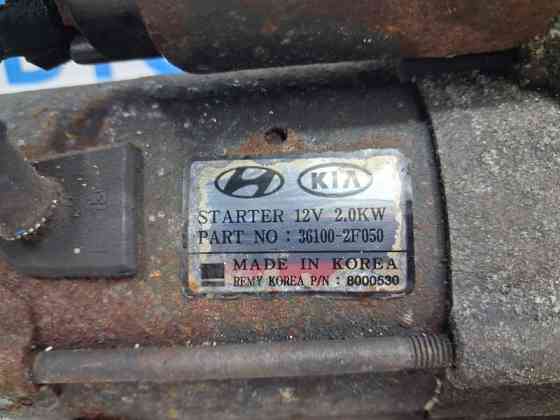 KIA
STARTER 12V 2.0KW
PART NO : 36100-2F050
MADE IN KOREA
REMY KOREA P/N : 8000530